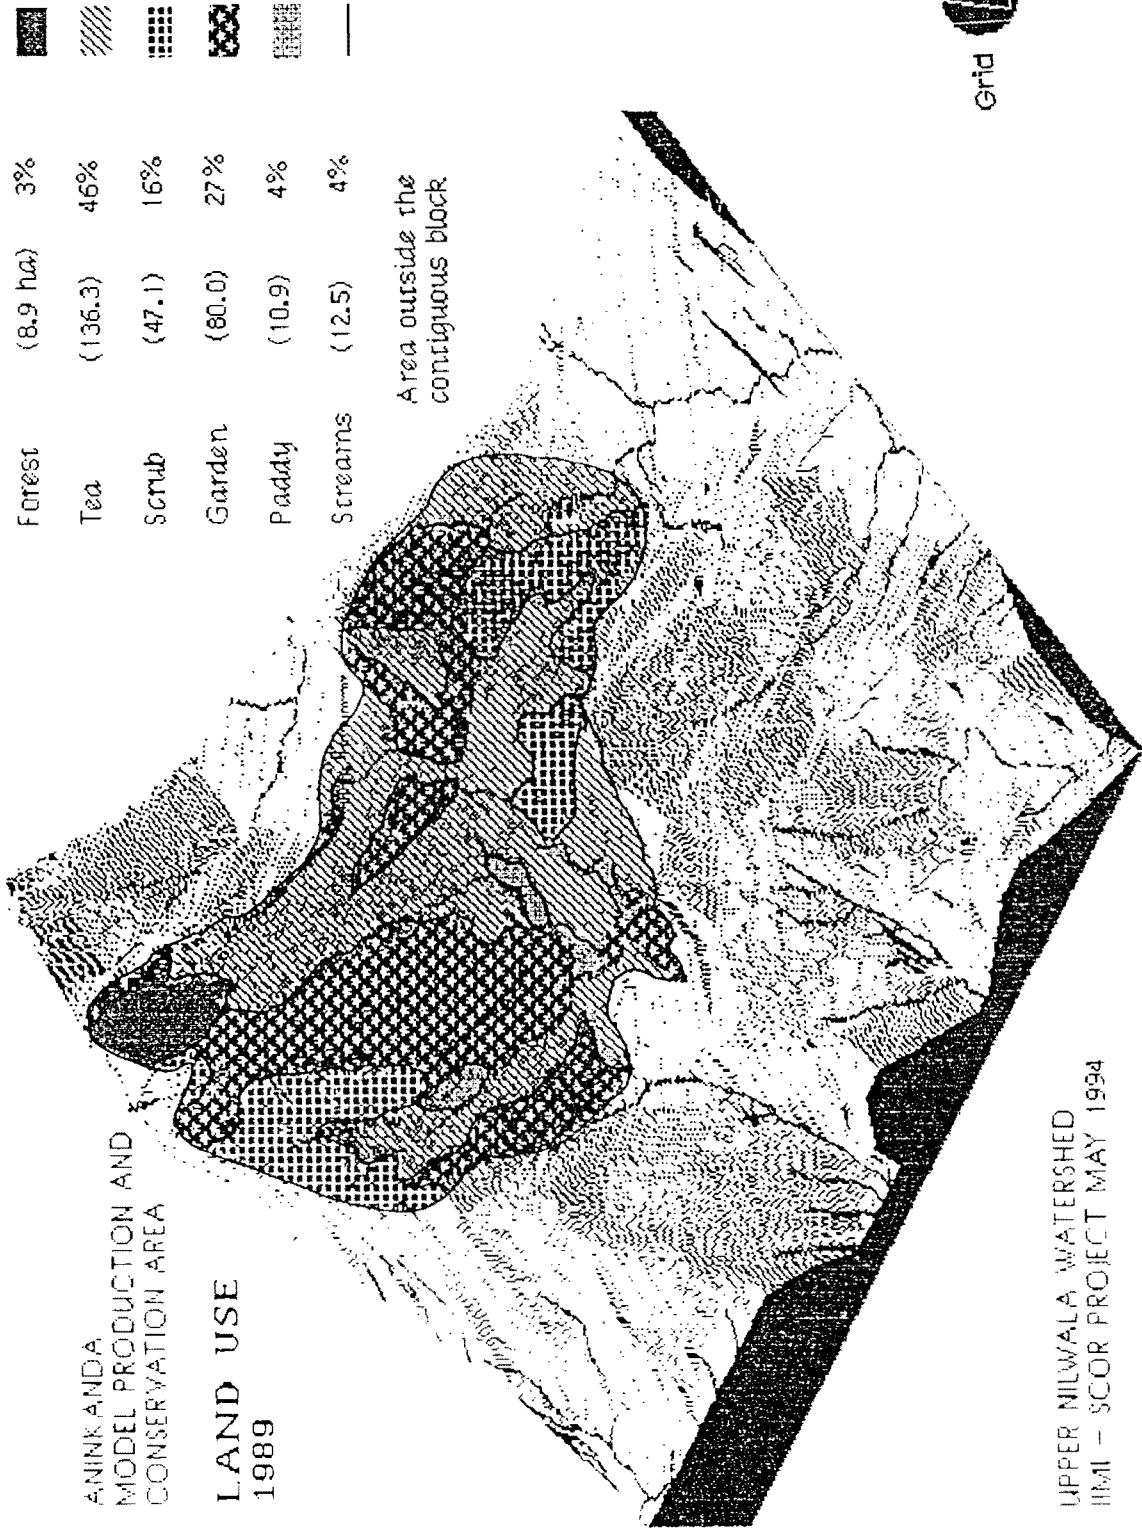 ANINKANDA
MODEL PRODUCTION AND
CONSERVATION AREA
LAND USE
1989
Forest (8.9 ha) 3%
Tea (136.3) 46%
Scrub (47.1) 16%
Garden (80.0) 27%
Paddy (10.9) 4%
Streams (12.5) 4%
Area outside the
contiguous block
Grid
UPPER NILWALA WATERSHED
IIMI – SCOR PROJECT MAY 1994